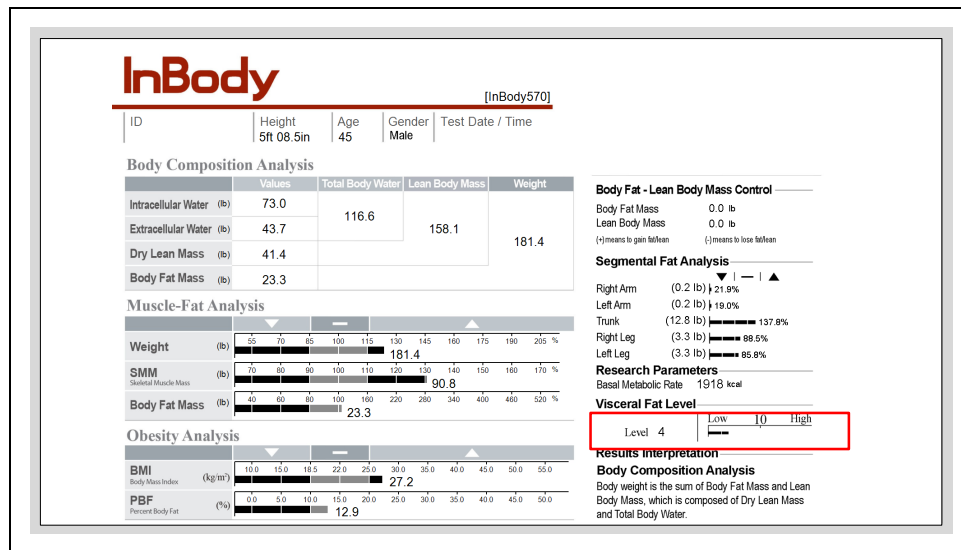 InBody
[InBody570]
ID Height Age Gender Test Date / Time
5ft 08.5in 45 Male
Body Composition Analysis
Values Total Body Water Lean Body Mass Weight
Intracellular Water (lb) 73.0
116.6
Extracellular Water (lb) 43.7
158.1
181.4
Dry Lean Mass (lb) 41.4
Body Fat Mass (lb) 23.3
Muscle-Fat Analysis
Weight (lb) 55 70 85 100 115 130 145 160 175 190 205 %
181.4
SMM (lb) 70 80 90 100 110 120 130 140 150 160 170 %
Skeletal Muscle Mass 90.8
Body Fat Mass (lb) 40 60 80 100 160 220 280 340 400 460 520 %
23.3
Obesity Analysis
BMI (kg/m²) 10.0 15.0 18.5 22.0 25.0 30.0 35.0 40.0 45.0 50.0 55.0
Body Mass Index 27.2
PBF (%) 0.0 5.0 10.0 15.0 20.0 25.0 30.0 35.0 40.0 45.0 50.0
Percent Body Fat 12.9
Body Fat - Lean Body Mass Control
Body Fat Mass 0.0 lb
Lean Body Mass 0.0 lb
(+) means to gain fat/lean (-) means to lose fat/lean
Segmental Fat Analysis
Right Arm (0.2 lb) 21.9%
Left Arm (0.2 lb) 19.0%
Trunk (12.8 lb) 137.8%
Right Leg (3.3 lb) 88.5%
Left Leg (3.3 lb) 85.8%
Research Parameters
Basal Metabolic Rate 1918 kcal
Visceral Fat Level
Low 10 High
Level 4
Results Interpretation
Body Composition Analysis
Body weight is the sum of Body Fat Mass and Lean
Body Mass, which is composed of Dry Lean Mass
and Total Body Water.